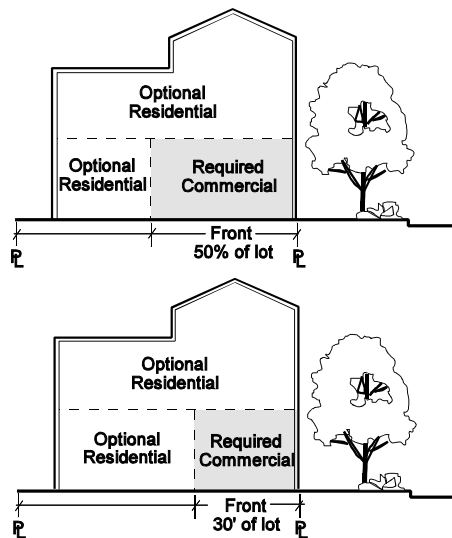 Optional
Residential
Optional
Residential
Required
Commercial
Front
50% of lot
PL
PL
Optional
Residential
Optional
Residential
Required
Commercial
Front
30' of lot
PL
PL